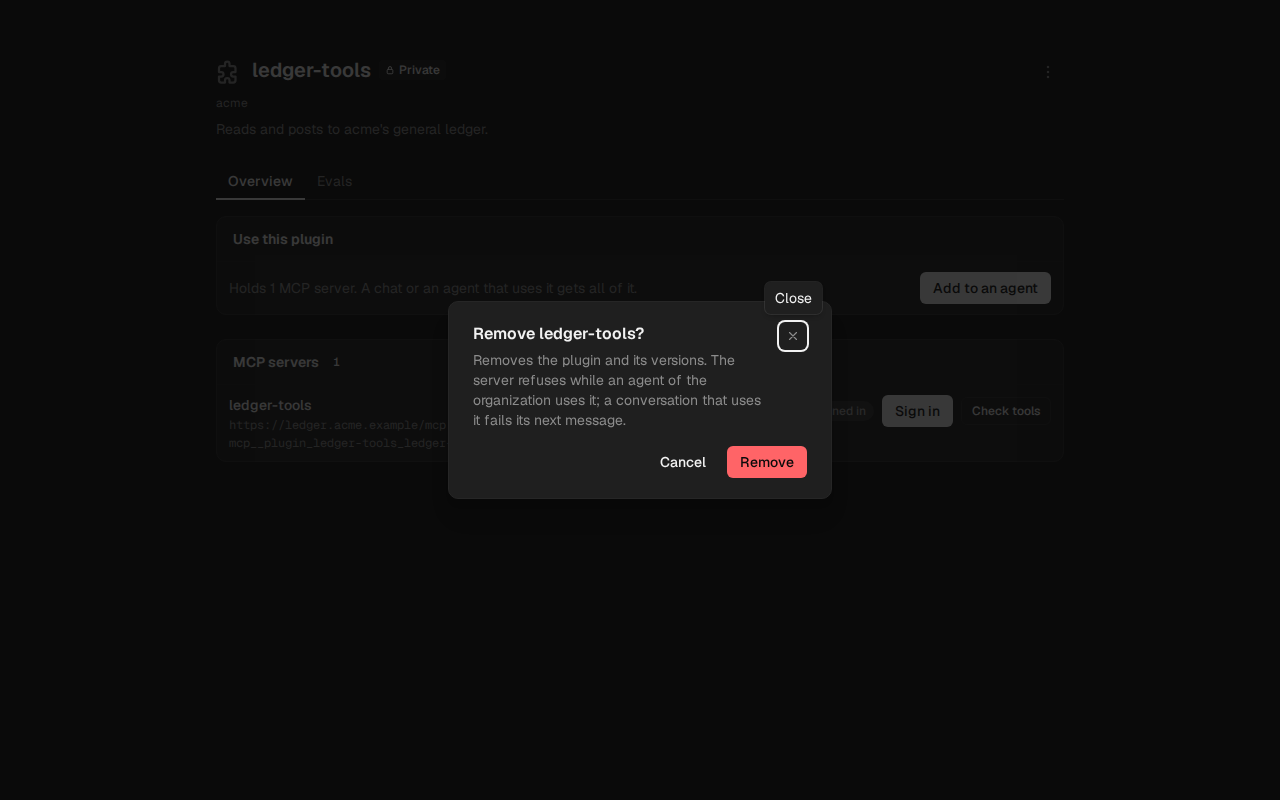 ledger-tools
Private
acme
Reads and posts to acme's general ledger.
Overview
Evals
Use this plugin
Holds 1 MCP server. A chat or an agent that uses it gets all of it.
Add to an agent
Close
Remove ledger-tools?
Removes the plugin and its versions. The
server refuses while an agent of the
organization uses it; a conversation that uses
it fails its next message.
Cancel
Remove
MCP servers 1
ledger-tools
https://ledger.acme.example/mcp
mcp__plugin_ledger-tools_ledger
in
Sign in
Check tools